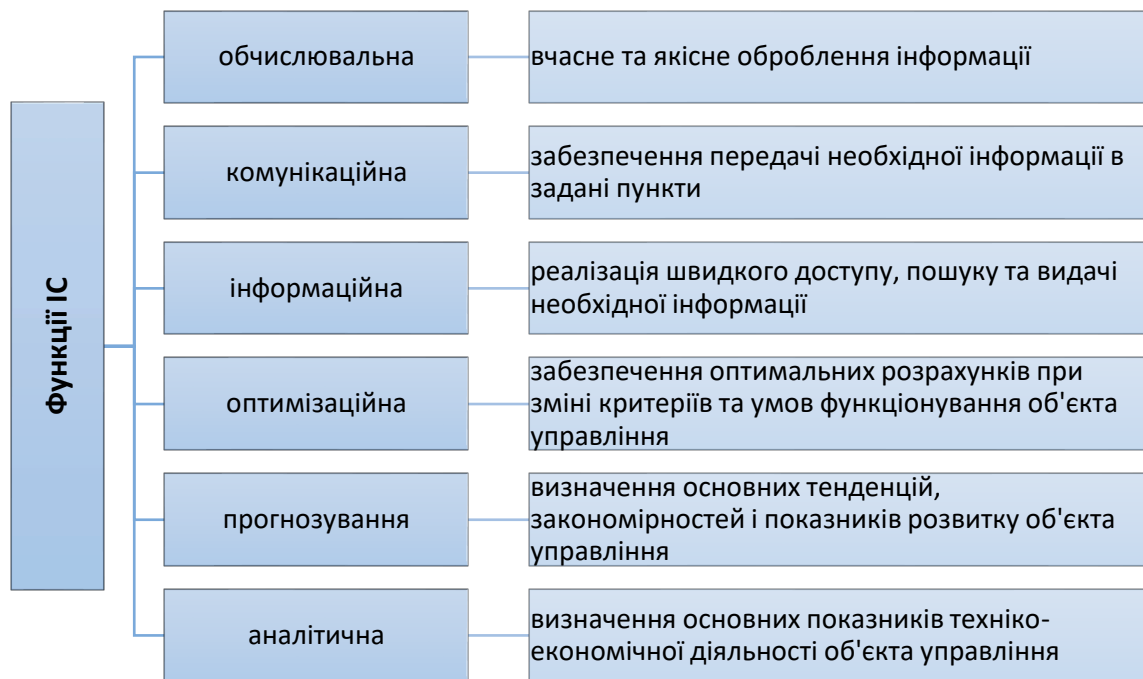 Функції ІС
обчислювальна
вчасне та якісне оброблення інформації
комунікаційна
забезпечення передачі необхідної інформації в
задані пункти
інформаційна
реалізація швидкого доступу, пошуку та видачі
необхідної інформації
оптимізаційна
забезпечення оптимальних розрахунків при
зміні критеріїв та умов функціонування об'єкта
управління
прогнозування
визначення основних тенденцій,
закономірностей і показників розвитку об'єкта
управління
аналітична
визначення основних показників техніко-
економічної діяльності об'єкта управління